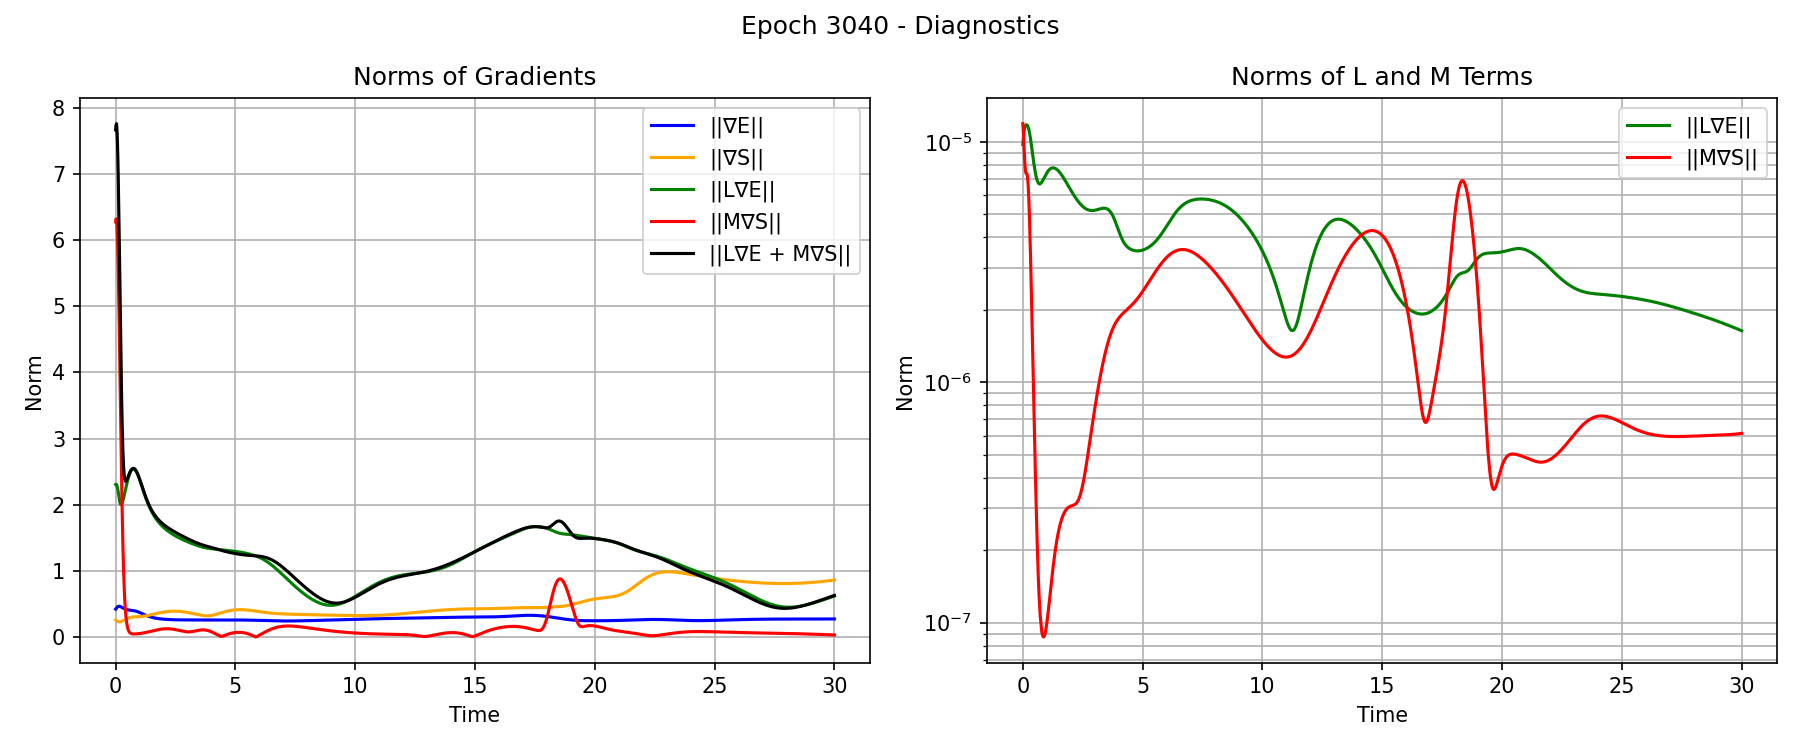 Epoch 3040 - Diagnostics
Norms of Gradients
Norm
8
7
6
5
4
3
2
1
0
||∇E||
||∇S||
||L∇E||
||M∇S||
||L∇E + M∇S||
0 5 10 15 20 25 30
Time
Norms of L and M Terms
Norm
10⁻⁵
10⁻⁶
10⁻⁷
||L∇E||
||M∇S||
0 5 10 15 20 25 30
Time